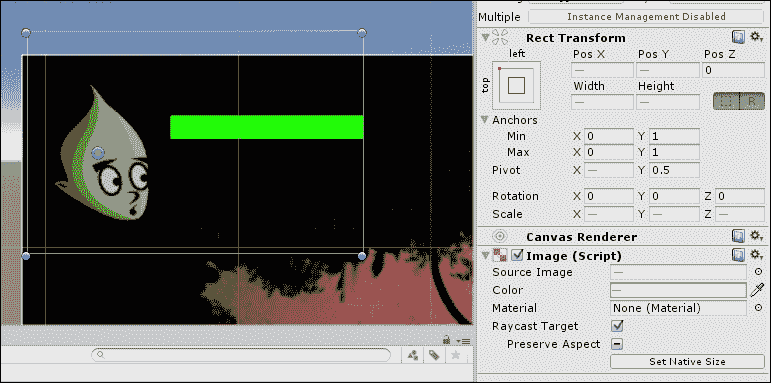 Multiple Instance Management Disabled
Rect Transform
left Pos X Pos Y Pos Z
top — — 0
Width Height
— — R
Anchors
Min X 0 Y 1
Max X 0 Y 1
Pivot X — Y 0.5
Rotation X 0 Y 0 Z 0
Scale X — Y — Z —
Canvas Renderer
Image (Script)
Source Image —
Color —
Material None (Material)
Raycast Target
Preserve Aspect
Set Native Size